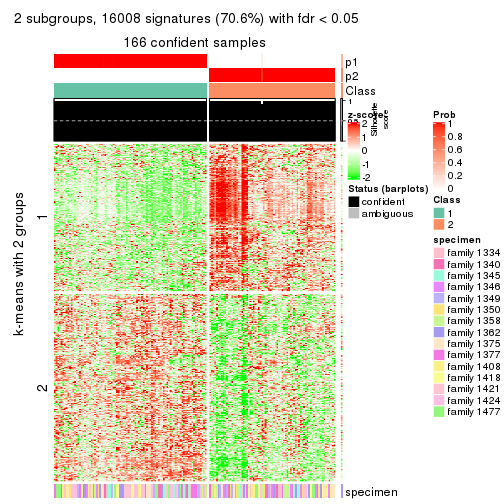 2 subgroups, 16008 signatures (70.6%) with fdr < 0.05
166 confident samples
p1
p2
Class
1
0.5
0
Silhouette
score
z-score
2
1
0
-1
-2
Status (barplots)
confident
ambiguous
Prob
1
0.8
0.6
0.4
0.2
0
Class
1
2
specimen
family 1334
family 1340
family 1345
family 1346
family 1349
family 1350
family 1358
family 1362
family 1375
family 1377
family 1408
family 1418
family 1421
family 1424
family 1477
k-means with 2 groups
1
2
specimen